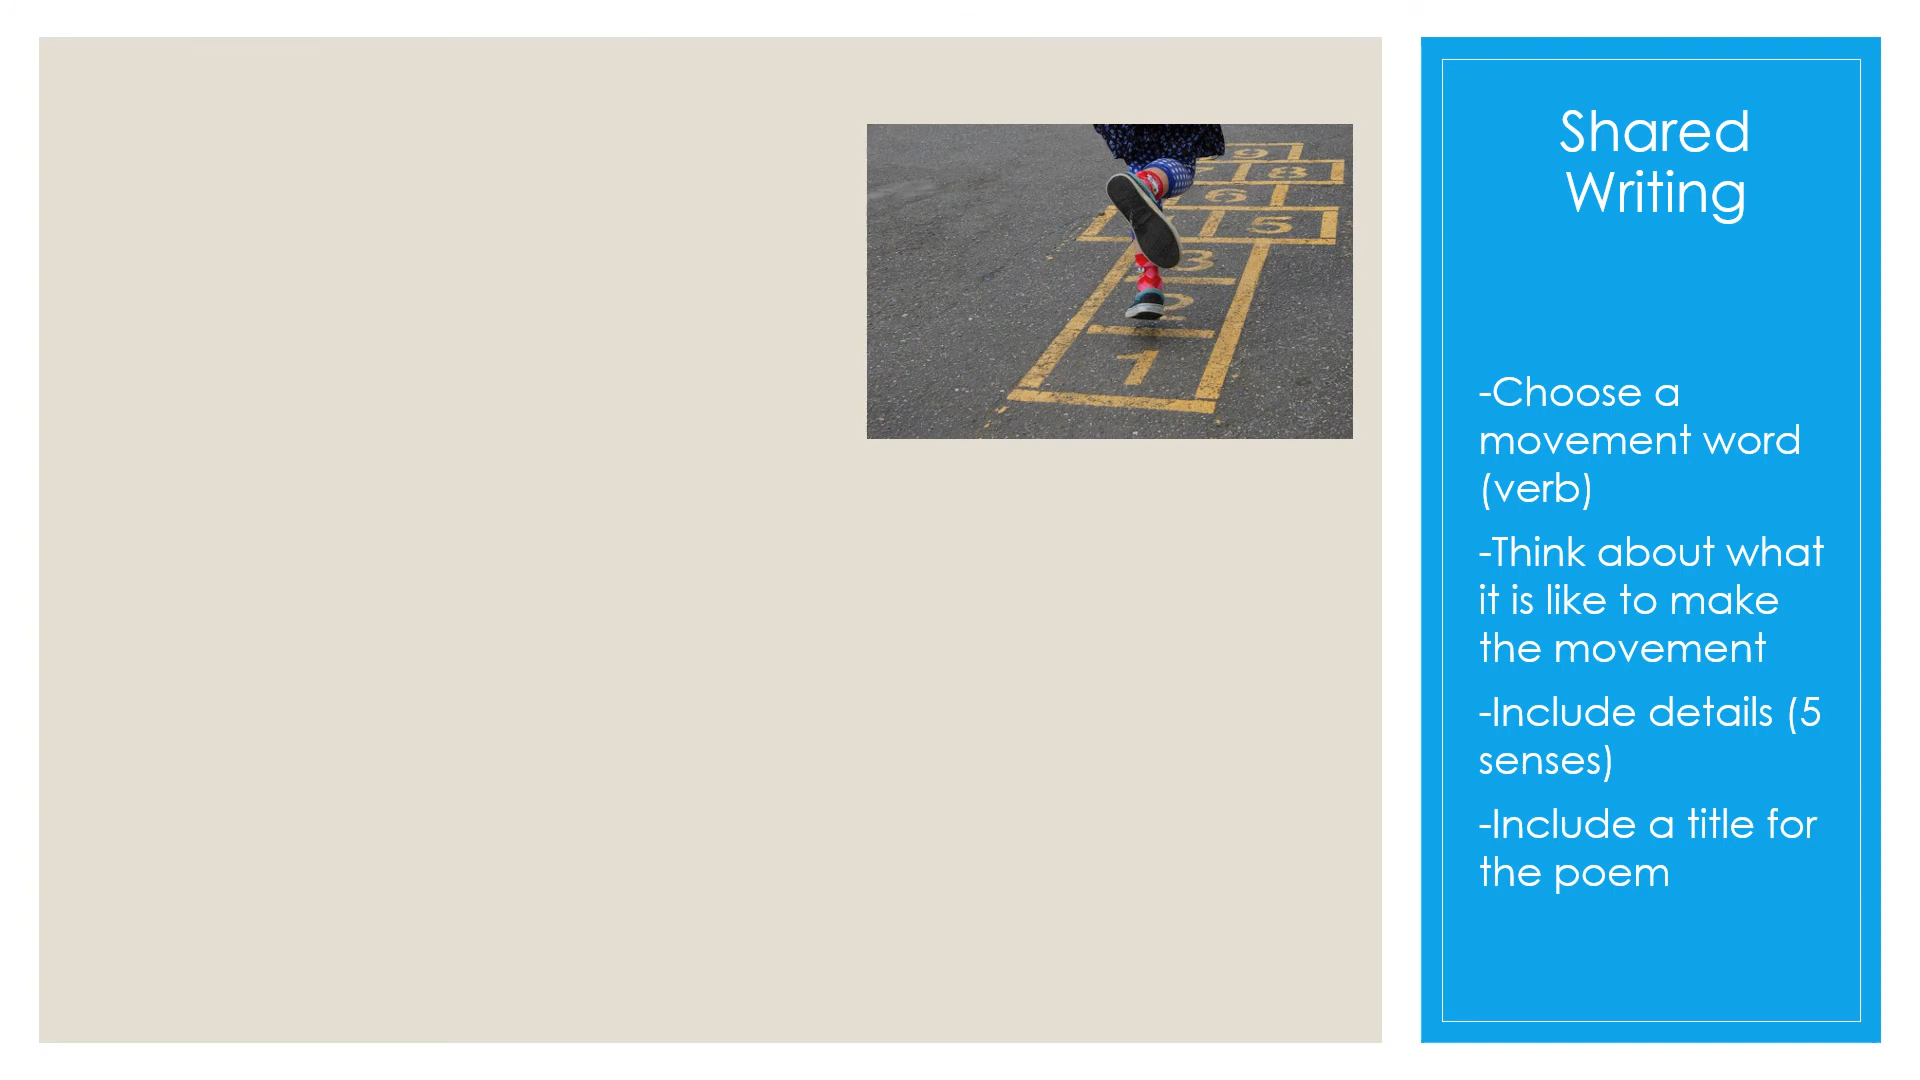 Shared
Writing
-Choose a
movement word
(verb)
-Think about what
it is like to make
the movement
-Include details (5
senses)
-Include a title for
the poem
9
8
6
5
3
2
1